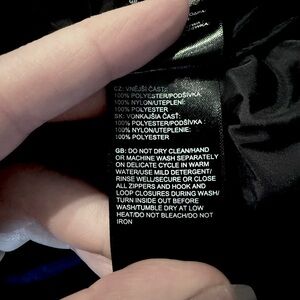 CZ: VNĚJŠÍ ČÁST:
100% POLYESTER/PODŠÍVKA
100% NYLON/UTEPLENÍ:
100% POLYESTER
SK: VONKAJŠIA ČASŤ:
100% POLYESTER/PODŠÍVKA :
100% NYLON/UTEPLENIE:
100% POLYESTER
GB: DO NOT DRY CLEAN/HAND
OR MACHINE WASH SEPARATELY
ON DELICATE CYCLE IN WARM
WATER/USE MILD DETERGENT/
RINSE WELL/SECURE OR CLOSE
ALL ZIPPERS AND HOOK AND
LOOP CLOSURES DURING WASH/
TURN INSIDE OUT BEFORE
WASH/TUMBLE DRY AT LOW
HEAT/DO NOT BLEACH/DO NOT
IRON